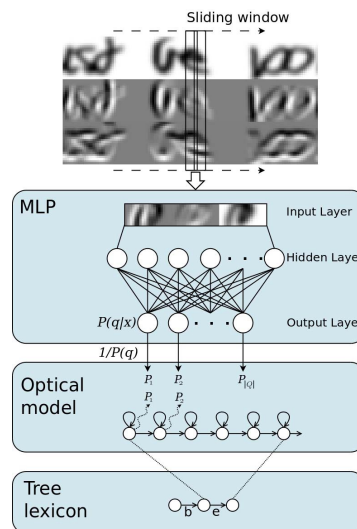 Sliding window
MLP
Input Layer
Hidden Laye
P(q|x)
Output Laye
1/P(q)
P₁ P₂ P|Q|
Optical
model
P₁ P₂
Tree
lexicon
b e